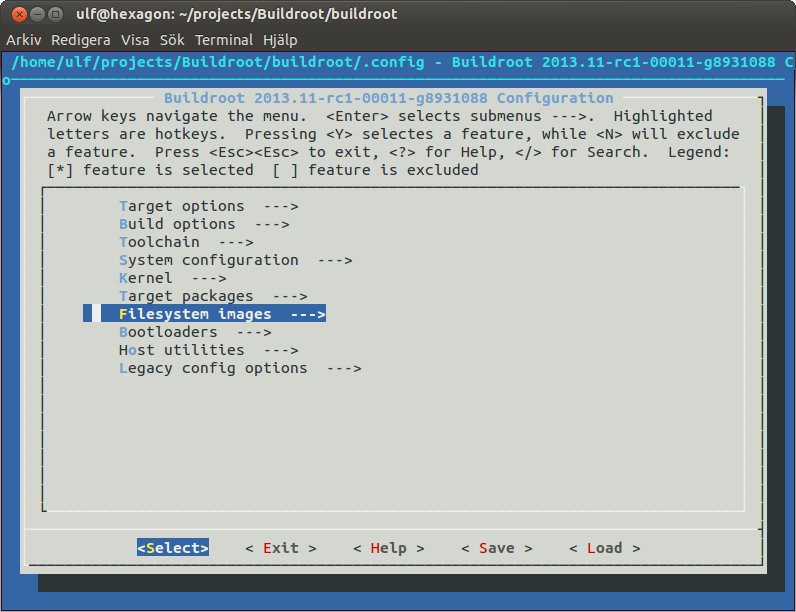 ulf@hexagon: ~/projects/Buildroot/buildroot
Arkiv Redigera Visa Sök Terminal Hjälp
/home/ulf/projects/Buildroot/buildroot/.config - Buildroot 2013.11-rc1-00011-g8931088 C
o
Buildroot 2013.11-rc1-00011-g8931088 Configuration
Arrow keys navigate the menu.  <Enter> selects submenus --->.  Highlighted
letters are hotkeys.  Pressing <Y> selectes a feature, while <N> will exclude
a feature.  Press <Esc><Esc> to exit, <?> for Help, </> for Search.  Legend:
[*] feature is selected  [ ] feature is excluded
Target options  --->
Build options  --->
Toolchain  --->
System configuration  --->
Kernel  --->
Target packages  --->
Filesystem images  --->
Bootloaders  --->
Host utilities  --->
Legacy config options  --->
<Select>    < Exit >    < Help >    < Save >    < Load >